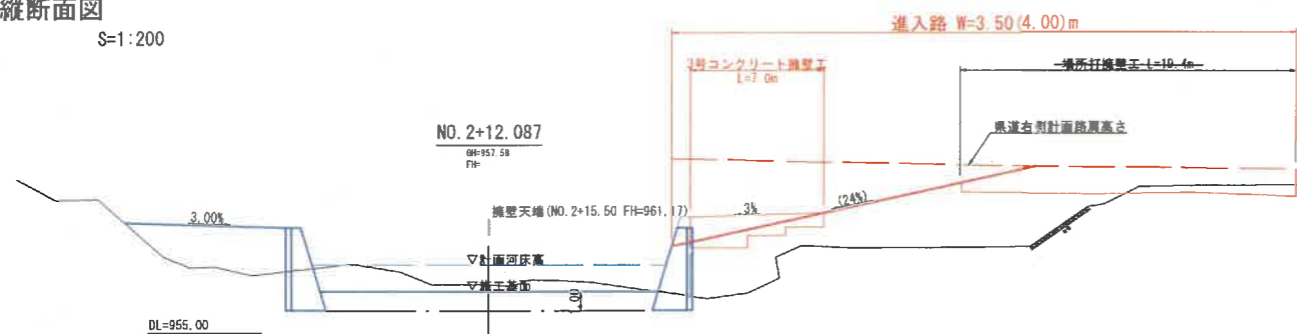 縦断面図
S=1:200
進入路 W=3.50(4.00)m
3号コンクリート擁壁工
L=7.0m
場所打擁壁工 L=19.4m
県道右側計画路肩高さ
NO.2+12.087
GH=957.58
FH=
擁壁天端(NO.2+15.50 FH=961.17)
3.00%
3%
(24%)
▽計画河床高
▽施工基面
1.00
DL=955.00